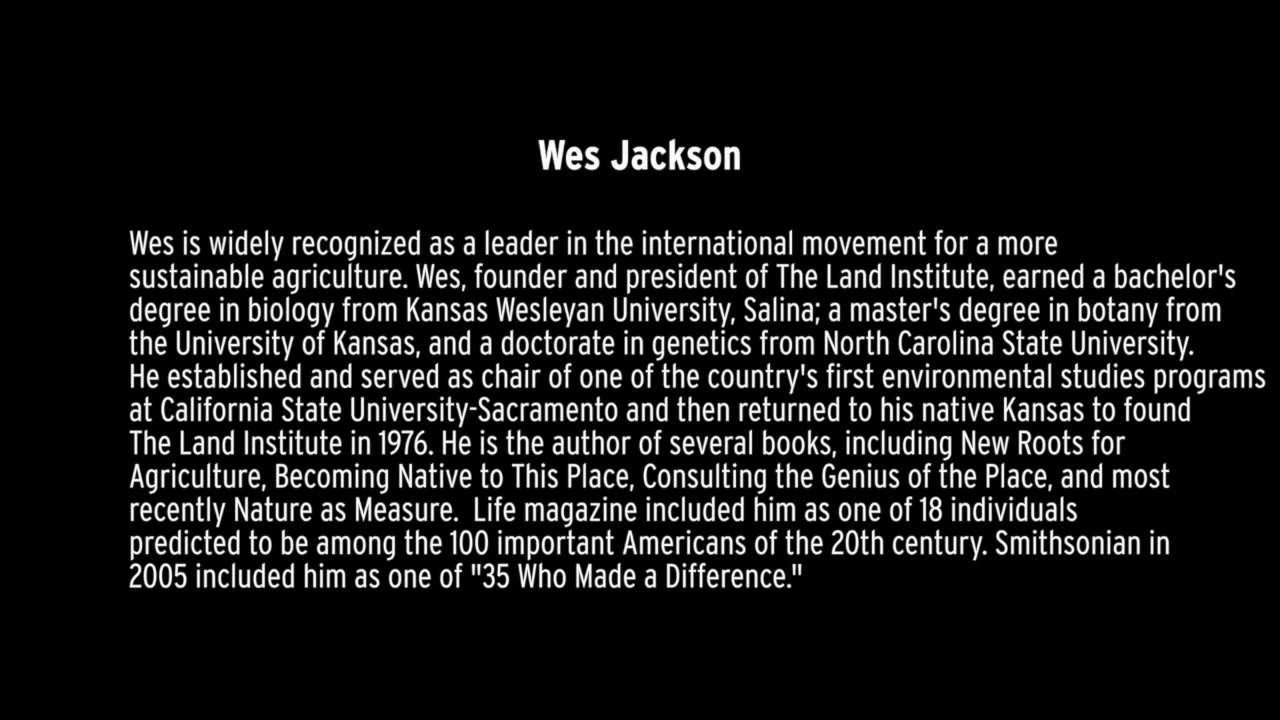 Wes Jackson
Wes is widely recognized as a leader in the international movement for a more
sustainable agriculture. Wes, founder and president of The Land Institute, earned a bachelor's
degree in biology from Kansas Wesleyan University, Salina; a master's degree in botany from
the University of Kansas, and a doctorate in genetics from North Carolina State University.
He established and served as chair of one of the country's first environmental studies programs
at California State University-Sacramento and then returned to his native Kansas to found
The Land Institute in 1976. He is the author of several books, including New Roots for
Agriculture, Becoming Native to This Place, Consulting the Genius of the Place, and most
recently Nature as Measure.  Life magazine included him as one of 18 individuals
predicted to be among the 100 important Americans of the 20th century. Smithsonian in
2005 included him as one of "35 Who Made a Difference."